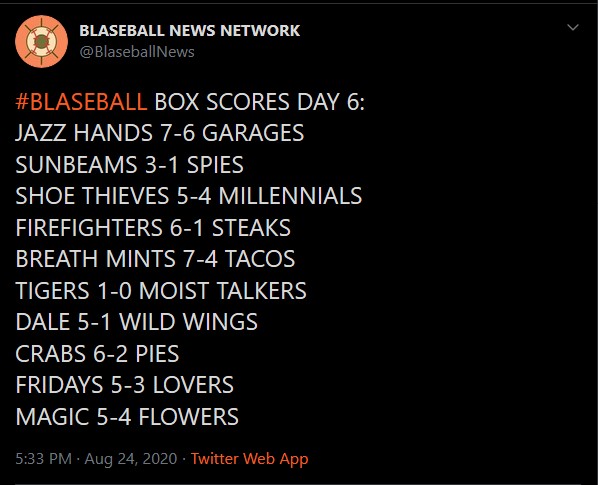 BLASEBALL NEWS NETWORK
@BlaseballNews
#BLASEBALL BOX SCORES DAY 6:
JAZZ HANDS 7-6 GARAGES
SUNBEAMS 3-1 SPIES
SHOE THIEVES 5-4 MILLENNIALS
FIREFIGHTERS 6-1 STEAKS
BREATH MINTS 7-4 TACOS
TIGERS 1-0 MOIST TALKERS
DALE 5-1 WILD WINGS
CRABS 6-2 PIES
FRIDAYS 5-3 LOVERS
MAGIC 5-4 FLOWERS
5:33 PM · Aug 24, 2020 · Twitter Web App